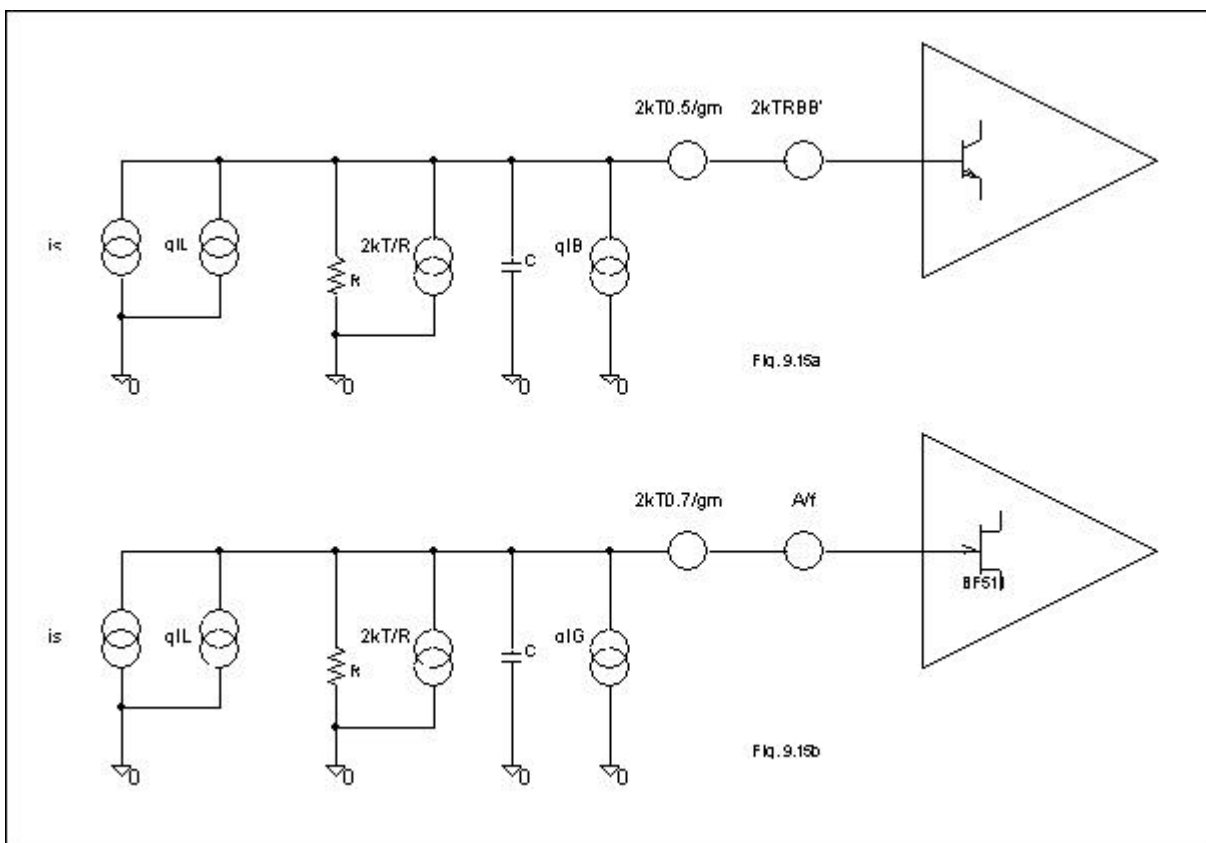 2kT0.5/gm 2kTRBB'
is qIL R 2kT/R C qIB
0 0 0 0
Fig. 9.15a
2kT0.7/gm A/f
is qIL R 2kT/R C qIG
BF511
0 0 0 0
Fig. 9.15b